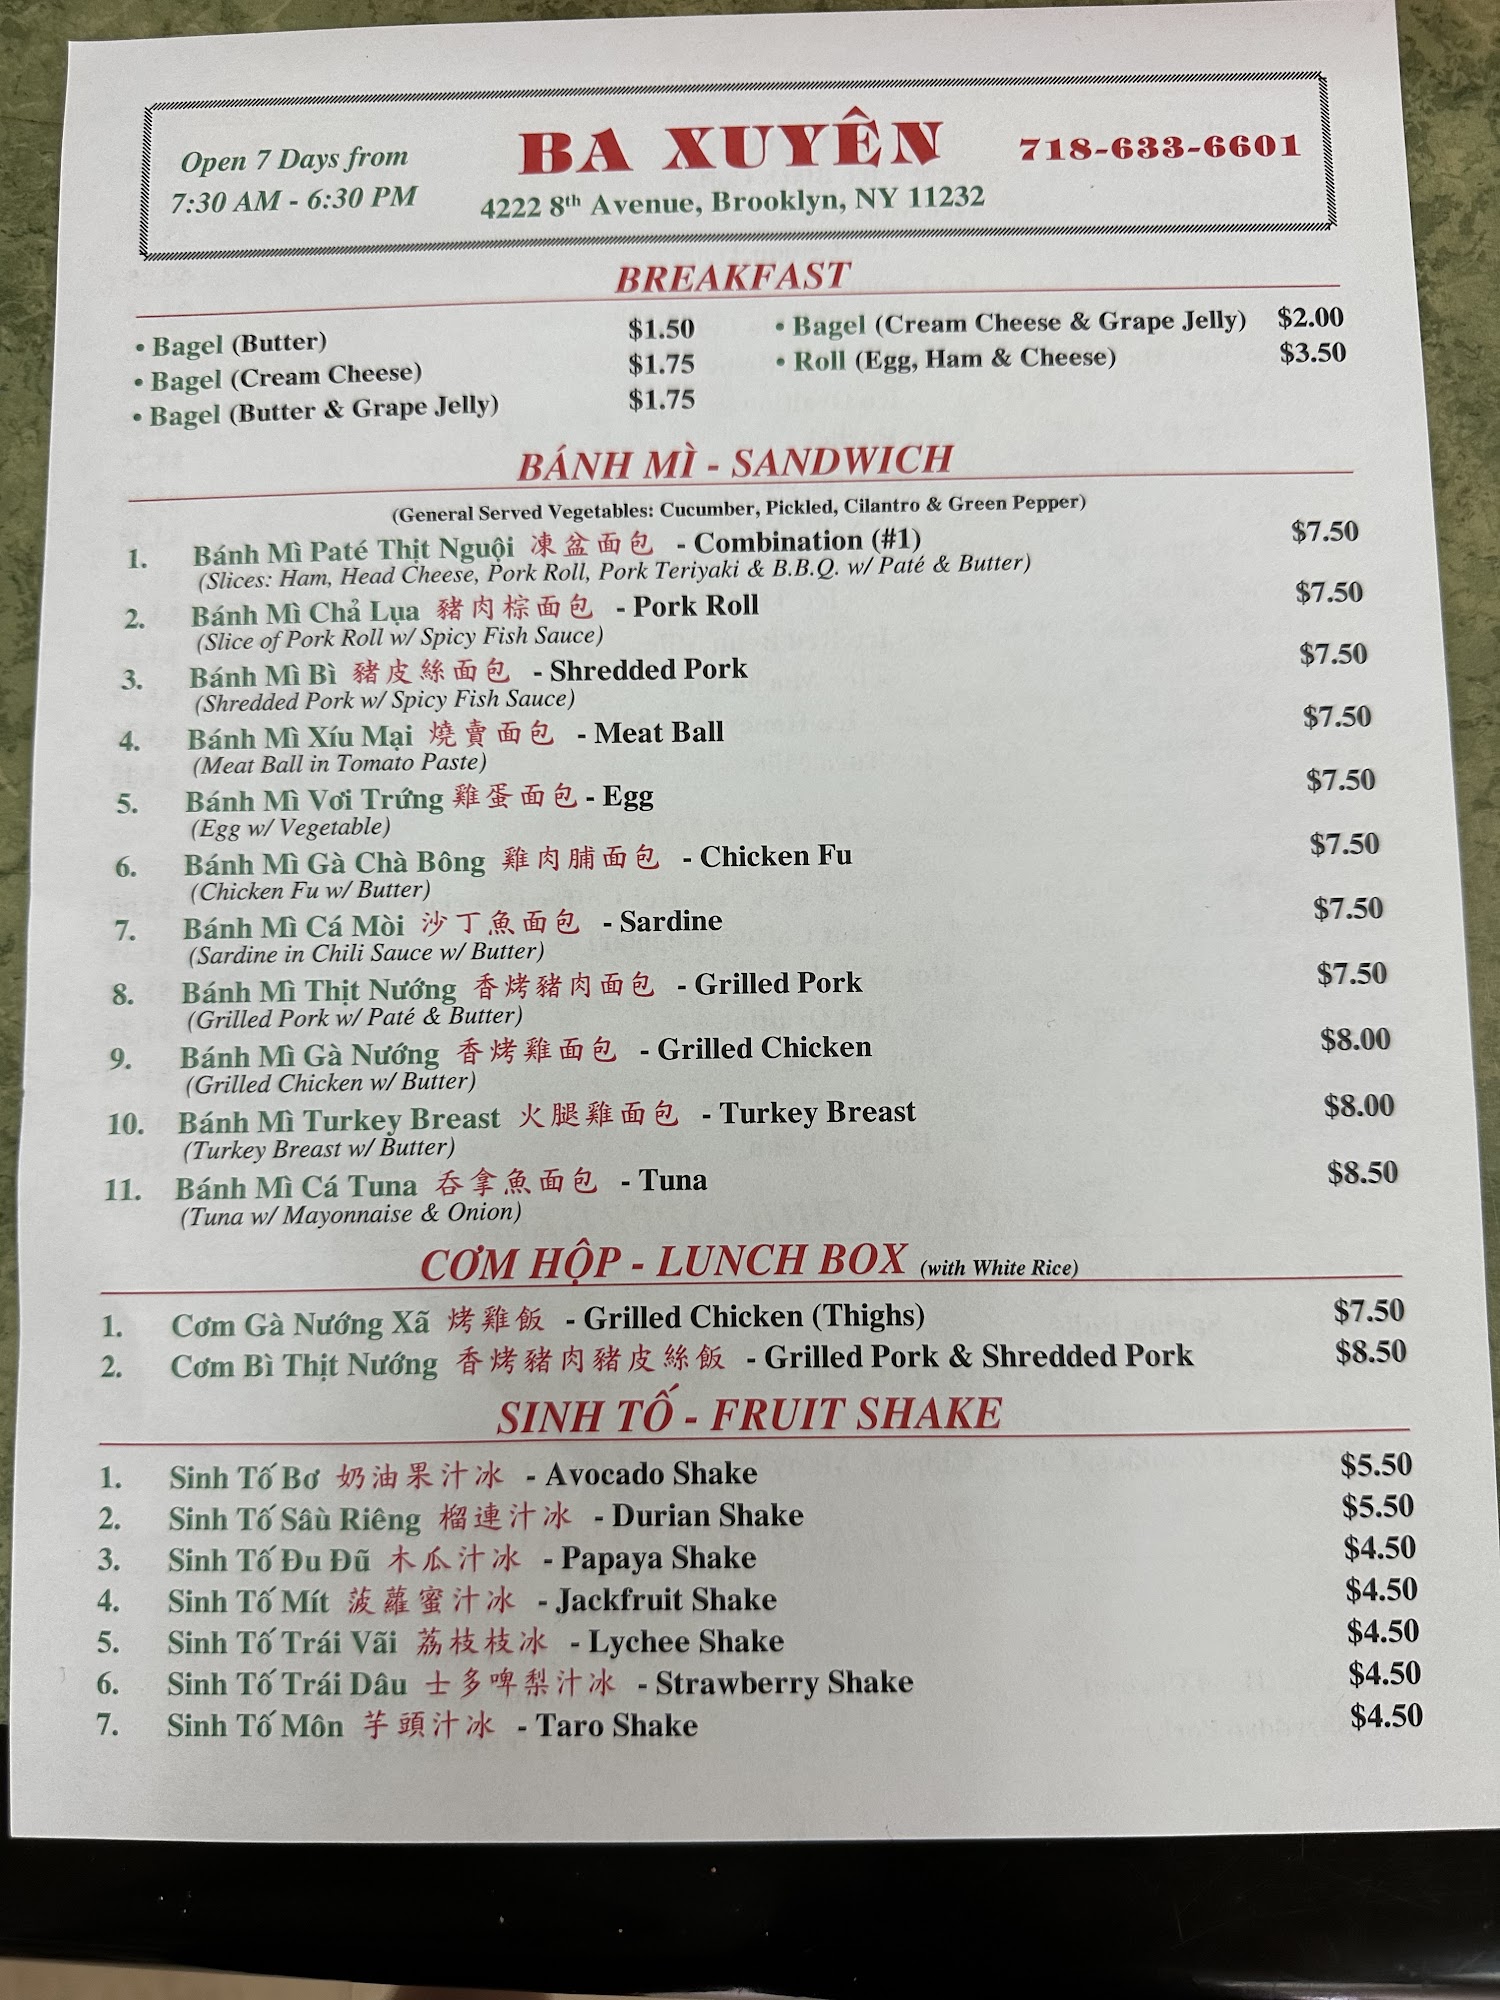 Open 7 Days from
7:30 AM - 6:30 PM
BA XUYÊN
4222 8th Avenue, Brooklyn, NY 11232
718-633-6601
BREAKFAST
• Bagel (Butter) $1.50
• Bagel (Cream Cheese) $1.75
• Bagel (Butter & Grape Jelly) $1.75
• Bagel (Cream Cheese & Grape Jelly) $2.00
• Roll (Egg, Ham & Cheese) $3.50
BÁNH MÌ - SANDWICH
(General Served Vegetables: Cucumber, Pickled, Cilantro & Green Pepper)
1. Bánh Mì Paté Thịt Nguội 凍盆面包 - Combination (#1) $7.50
(Slices: Ham, Head Cheese, Pork Roll, Pork Teriyaki & B.B.Q. w/ Paté & Butter)
2. Bánh Mì Chả Lụa 豬肉棕面包 - Pork Roll $7.50
(Slice of Pork Roll w/ Spicy Fish Sauce)
3. Bánh Mì Bì 豬皮絲面包 - Shredded Pork $7.50
(Shredded Pork w/ Spicy Fish Sauce)
4. Bánh Mì Xíu Mại 燒賣面包 - Meat Ball $7.50
(Meat Ball in Tomato Paste)
5. Bánh Mì Vơi Trứng 雞蛋面包 - Egg $7.50
(Egg w/ Vegetable)
6. Bánh Mì Gà Chà Bông 雞肉脯面包 - Chicken Fu $7.50
(Chicken Fu w/ Butter)
7. Bánh Mì Cá Mòi 沙丁魚面包 - Sardine $7.50
(Sardine in Chili Sauce w/ Butter)
8. Bánh Mì Thịt Nướng 香烤豬肉面包 - Grilled Pork $7.50
(Grilled Pork w/ Paté & Butter)
9. Bánh Mì Gà Nướng 香烤雞面包 - Grilled Chicken $8.00
(Grilled Chicken w/ Butter)
10. Bánh Mì Turkey Breast 火腿雞面包 - Turkey Breast $8.00
(Turkey Breast w/ Butter)
11. Bánh Mì Cá Tuna 吞拿魚面包 - Tuna $8.50
(Tuna w/ Mayonnaise & Onion)
CƠM HỘP - LUNCH BOX (with White Rice)
1. Cơm Gà Nướng Xã 烤雞飯 - Grilled Chicken (Thighs) $7.50
2. Cơm Bì Thịt Nướng 香烤豬肉豬皮絲飯 - Grilled Pork & Shredded Pork $8.50
SINH TỐ - FRUIT SHAKE
1. Sinh Tố Bơ 奶油果汁冰 - Avocado Shake $5.50
2. Sinh Tố Sâù Riêng 榴連汁冰 - Durian Shake $5.50
3. Sinh Tố Đu Đũ 木瓜汁冰 - Papaya Shake $4.50
4. Sinh Tố Mít 菠蘿蜜汁冰 - Jackfruit Shake $4.50
5. Sinh Tố Trái Vãi 荔枝枝冰 - Lychee Shake $4.50
6. Sinh Tố Trái Dâu 士多啤梨汁冰 - Strawberry Shake $4.50
7. Sinh Tố Môn 芋頭汁冰 - Taro Shake $4.50